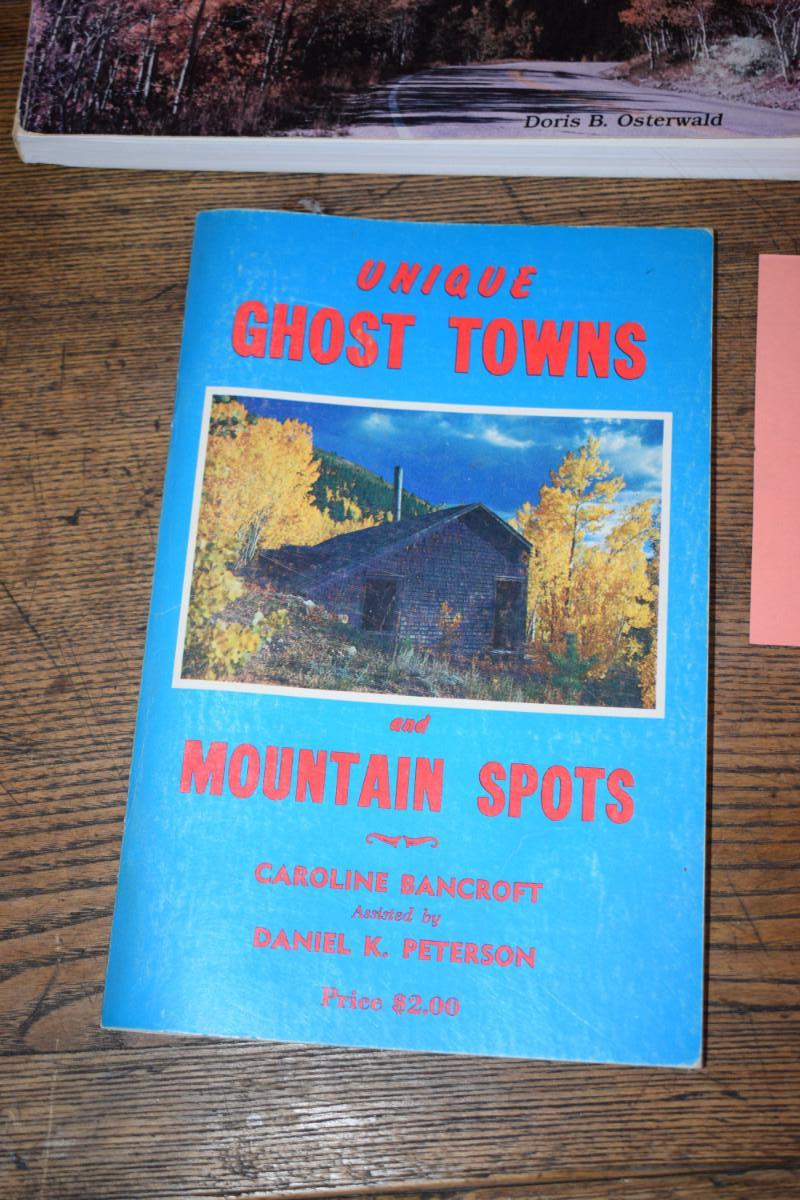 Doris B. Osterwald
UNIQUE
GHOST TOWNS
and
MOUNTAIN SPOTS
CAROLINE BANCROFT
Assisted by
DANIEL K. PETERSON
Price $2.00